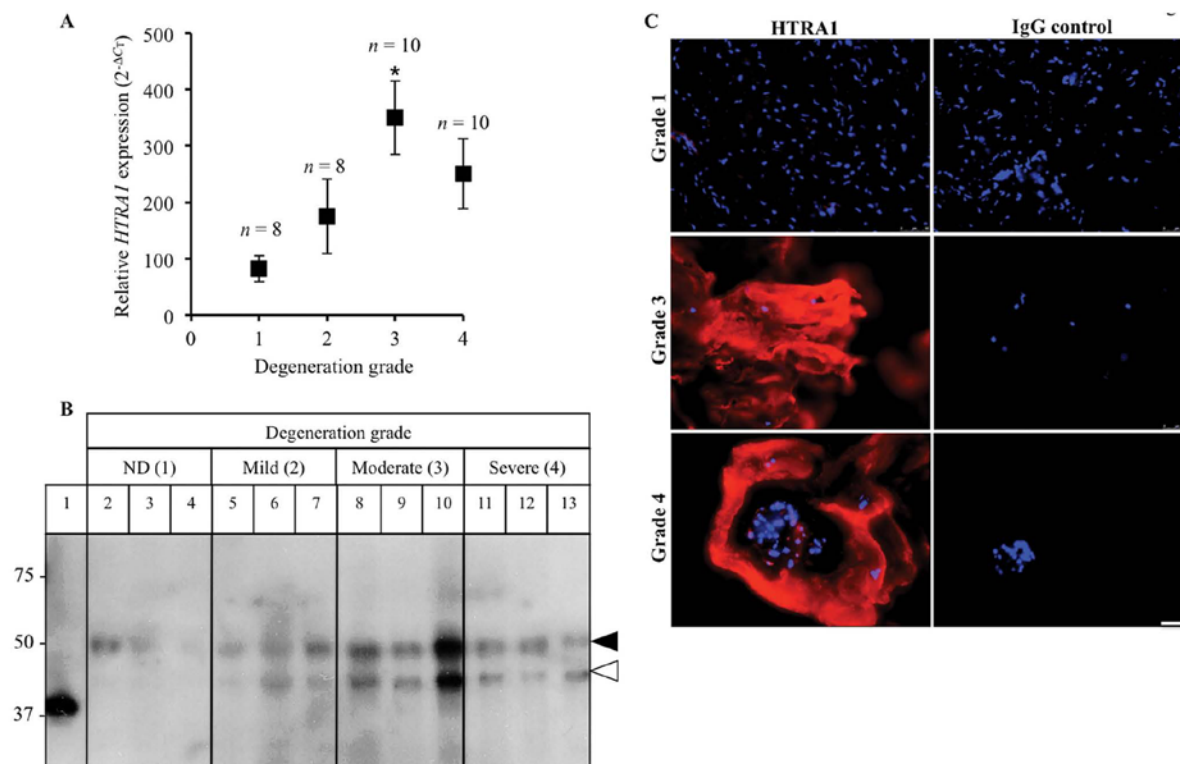 A
Relative HTRA1 expression (2-ΔCT)
500
400
300
200
100
0
n = 8
n = 8
n = 10
*
n = 10
0 1 2 3 4
Degeneration grade
B
Degeneration grade
ND (1) Mild (2) Moderate (3) Severe (4)
1 2 3 4 5 6 7 8 9 10 11 12 13
75
50
37
C
HTRA1 IgG control
Grade 1
Grade 3
Grade 4